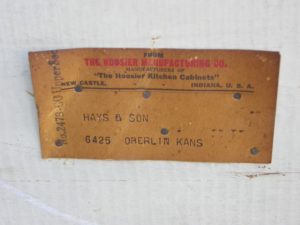 FROM
THE HOOSIER MANUFACTURING CO.
MANUFACTURERS OF
"The Hoosier Kitchen Cabinets"
NEW CASTLE, INDIANA, U. S. A.
HAYS & SON
6425 OBERLIN KANS